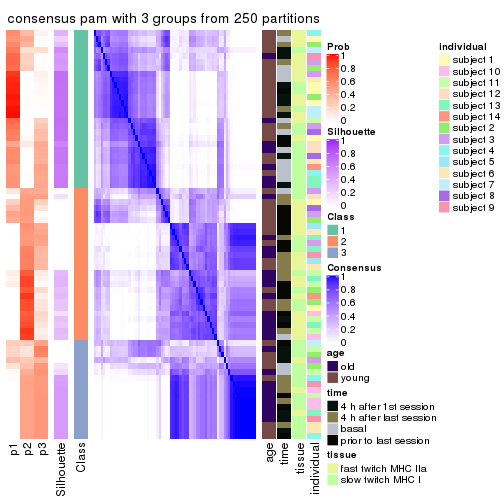 consensus pam with 3 groups from 250 partitions
Prob
1
0.8
0.6
0.4
0.2
0
Silhouette
1
0.8
0.6
0.4
0.2
0
Class
1
2
3
Consensus
1
0.8
0.6
0.4
0.2
0
age
old
young
time
4 h after 1st session
4 h after last session
basal
prior to last session
tissue
fast twitch MHC IIa
slow twitch MHC I
individual
subject 1
subject 10
subject 11
subject 12
subject 13
subject 14
subject 2
subject 3
subject 4
subject 5
subject 6
subject 7
subject 8
subject 9
p1
p2
p3
Silhouette
Class
age
time
tissue
individual